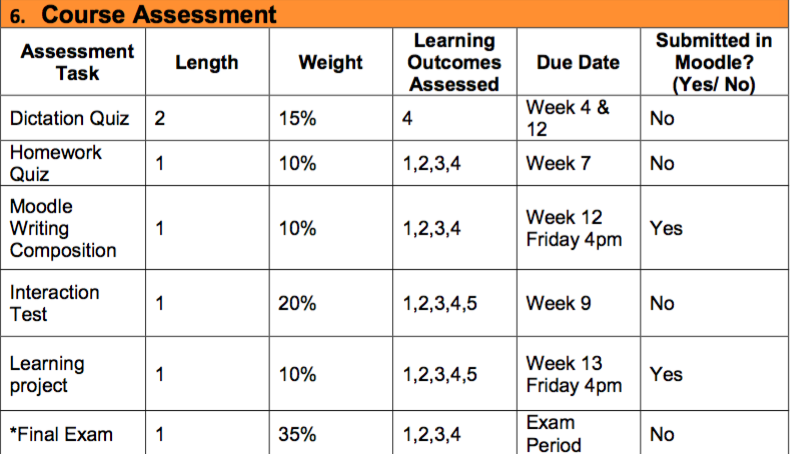 6. Course Assessment
Assessment Task Length Weight Learning Outcomes Assessed Due Date Submitted in Moodle? (Yes/ No)
Dictation Quiz 2 15% 4 Week 4 & 12 No
Homework Quiz 1 10% 1,2,3,4 Week 7 No
Moodle Writing Composition 1 10% 1,2,3,4 Week 12 Friday 4pm Yes
Interaction Test 1 20% 1,2,3,4,5 Week 9 No
Learning project 1 10% 1,2,3,4,5 Week 13 Friday 4pm Yes
*Final Exam 1 35% 1,2,3,4 Exam Period No